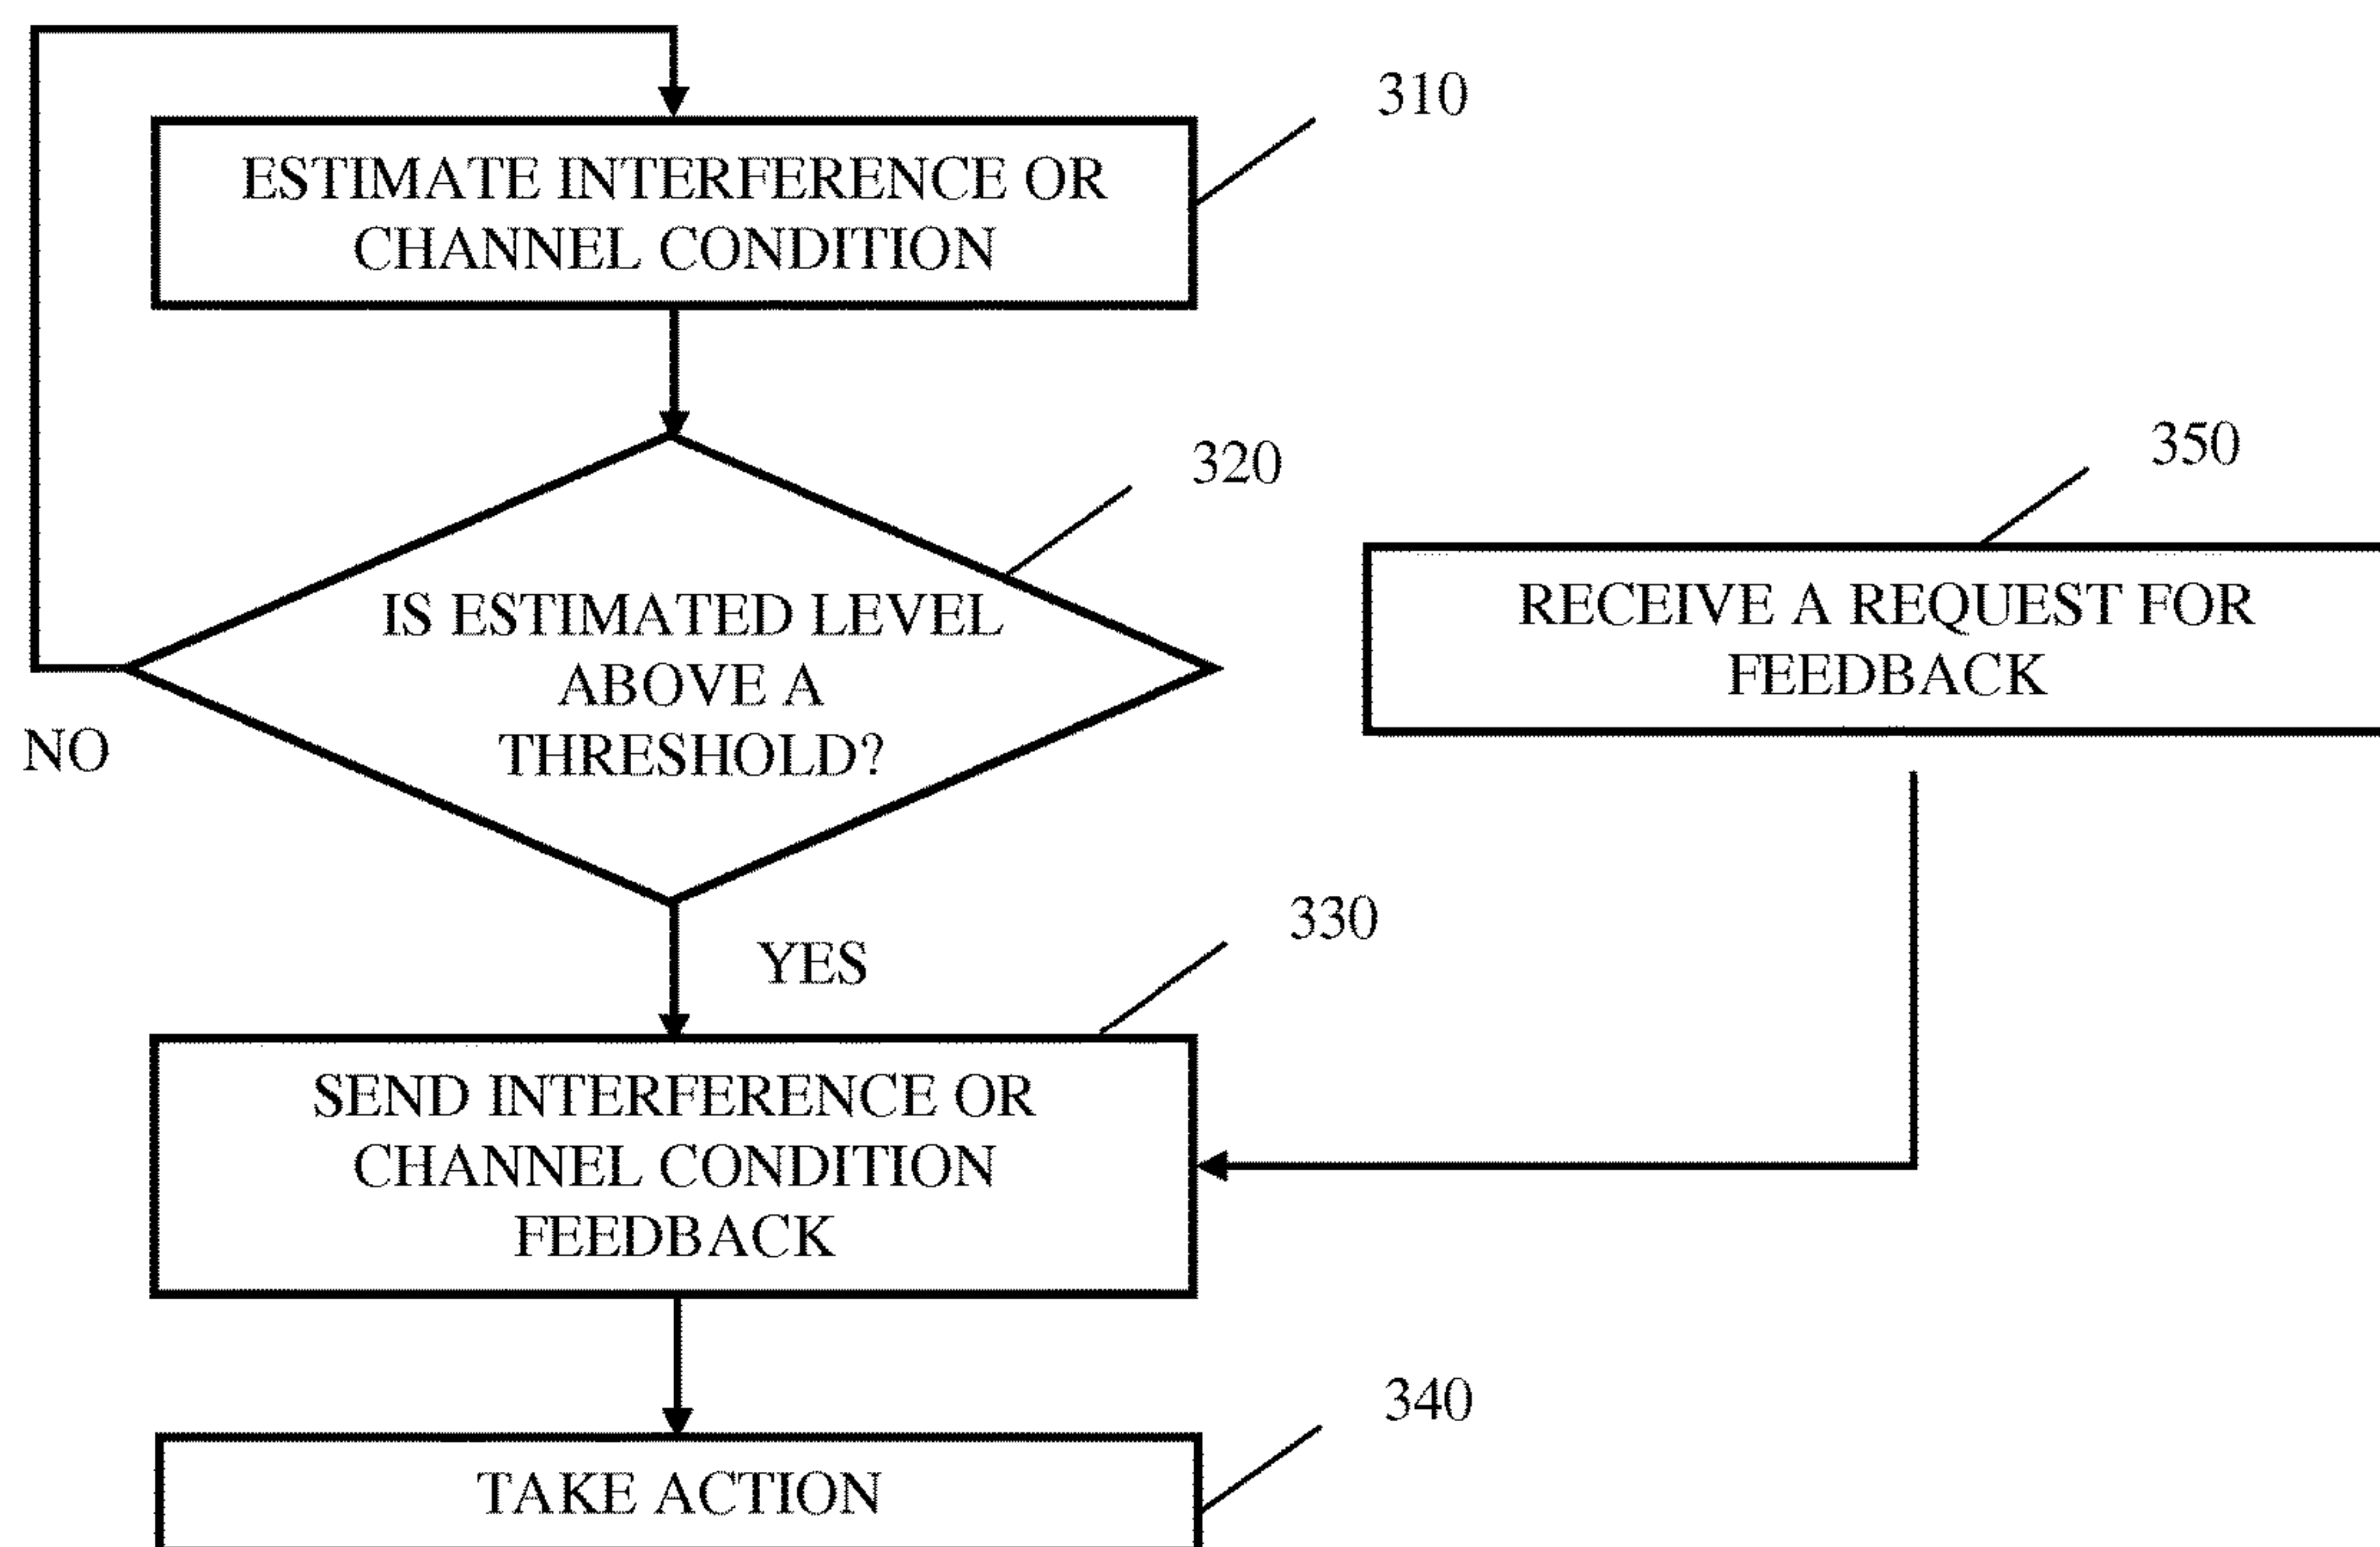 310
ESTIMATE INTERFERENCE OR
CHANNEL CONDITION
320
IS ESTIMATED LEVEL
ABOVE A
THRESHOLD?
NO
350
RECEIVE A REQUEST FOR
FEEDBACK
YES
330
SEND INTERFERENCE OR
CHANNEL CONDITION
FEEDBACK
340
TAKE ACTION